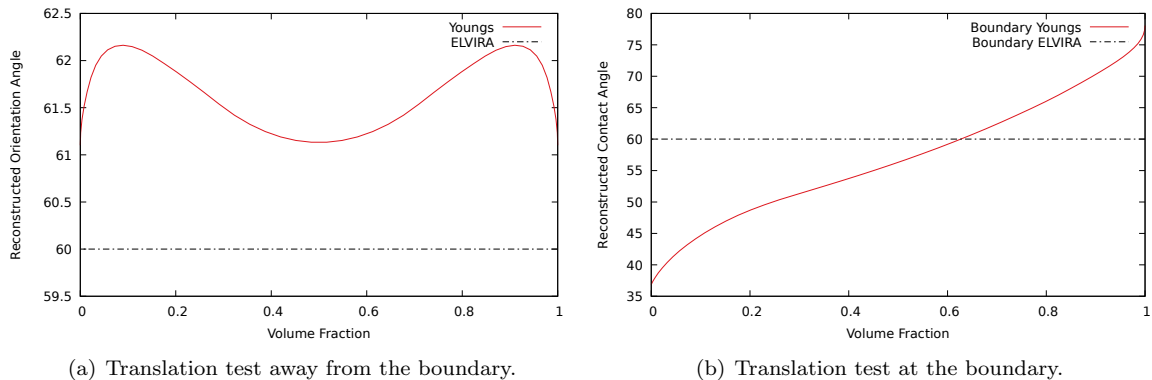 62.5
62
61.5
61
60.5
60
59.5
0
0.2
0.4
0.6
0.8
1
Reconstructed Orientation Angle
Volume Fraction
Youngs
ELVIRA
(a) Translation test away from the boundary.
80
75
70
65
60
55
50
45
40
35
0
0.2
0.4
0.6
0.8
1
Reconstructed Contact Angle
Volume Fraction
Boundary Youngs
Boundary ELVIRA
(b) Translation test at the boundary.